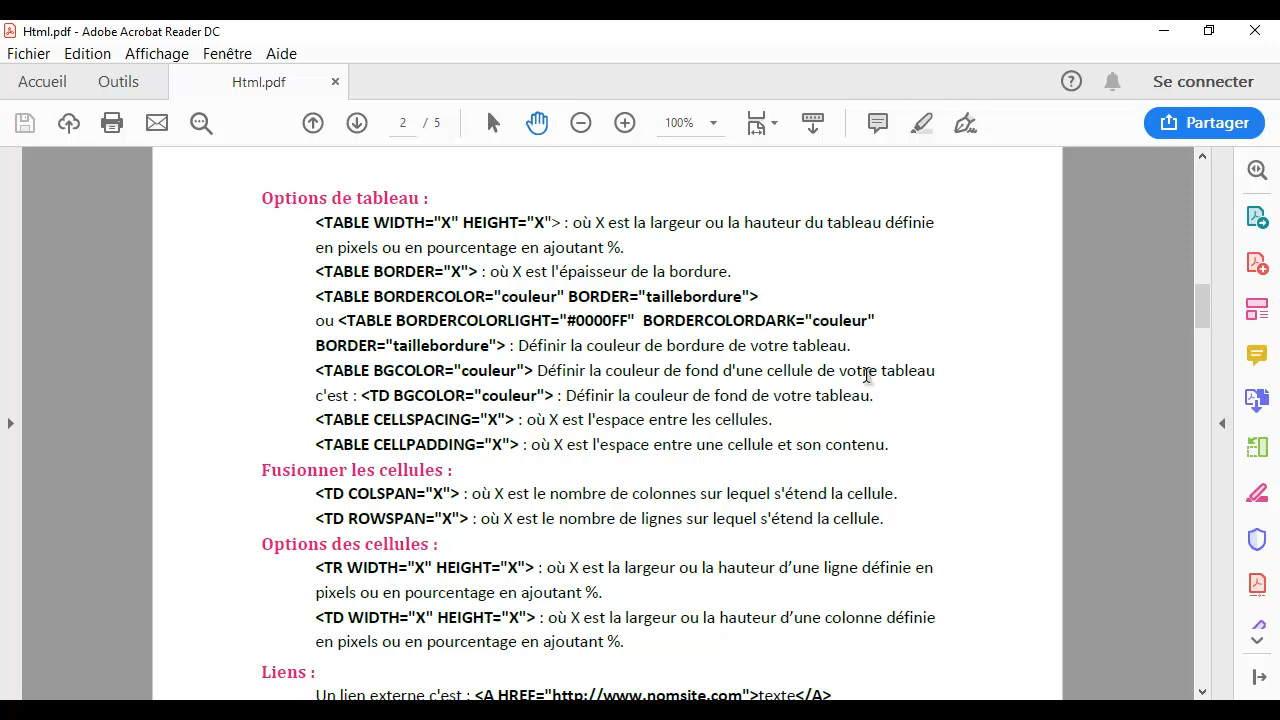 Html.pdf - Adobe Acrobat Reader DC
Fichier Edition Affichage Fenêtre Aide
Accueil Outils Html.pdf × ? Se connecter
2 / 5 100% Partager
Options de tableau :
<TABLE WIDTH="X" HEIGHT="X"> : où X est la largeur ou la hauteur du tableau définie
en pixels ou en pourcentage en ajoutant %.
<TABLE BORDER="X"> : où X est l'épaisseur de la bordure.
<TABLE BORDERCOLOR="couleur" BORDER="taillebordure">
ou <TABLE BORDERCOLORLIGHT="#0000FF" BORDERCOLORDARK="couleur"
BORDER="taillebordure"> : Définir la couleur de bordure de votre tableau.
<TABLE BGCOLOR="couleur"> Définir la couleur de fond d'une cellule de votre tableau
c'est : <TD BGCOLOR="couleur"> : Définir la couleur de fond de votre tableau.
<TABLE CELLSPACING="X"> : où X est l'espace entre les cellules.
<TABLE CELLPADDING="X"> : où X est l'espace entre une cellule et son contenu.
Fusionner les cellules :
<TD COLSPAN="X"> : où X est le nombre de colonnes sur lequel s'étend la cellule.
<TD ROWSPAN="X"> : où X est le nombre de lignes sur lequel s'étend la cellule.
Options des cellules :
<TR WIDTH="X" HEIGHT="X"> : où X est la largeur ou la hauteur d’une ligne définie en
pixels ou en pourcentage en ajoutant %.
<TD WIDTH="X" HEIGHT="X"> : où X est la largeur ou la hauteur d’une colonne définie
en pixels ou en pourcentage en ajoutant %.
Liens :
Un lien externe c'est : <A HREF="http://www.nomsite.com">texte</A>